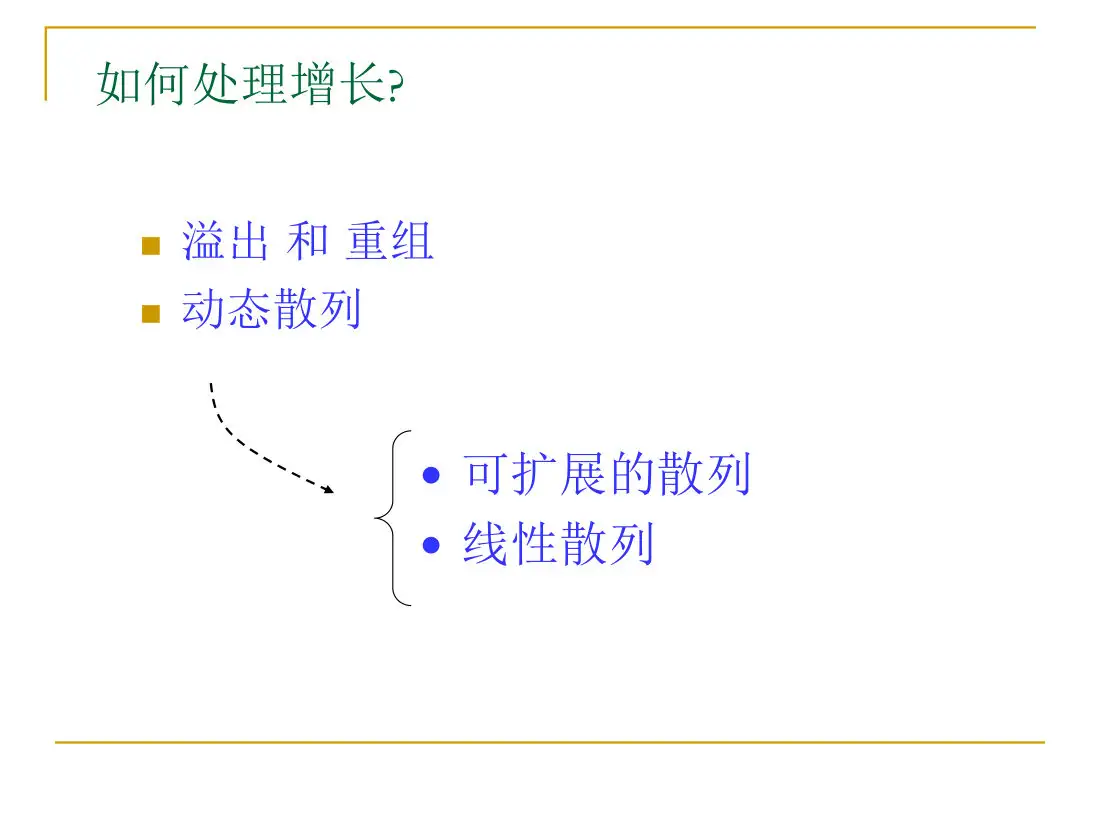 如何处理增长?
溢出 和 重组
动态散列
可扩展的散列
线性散列